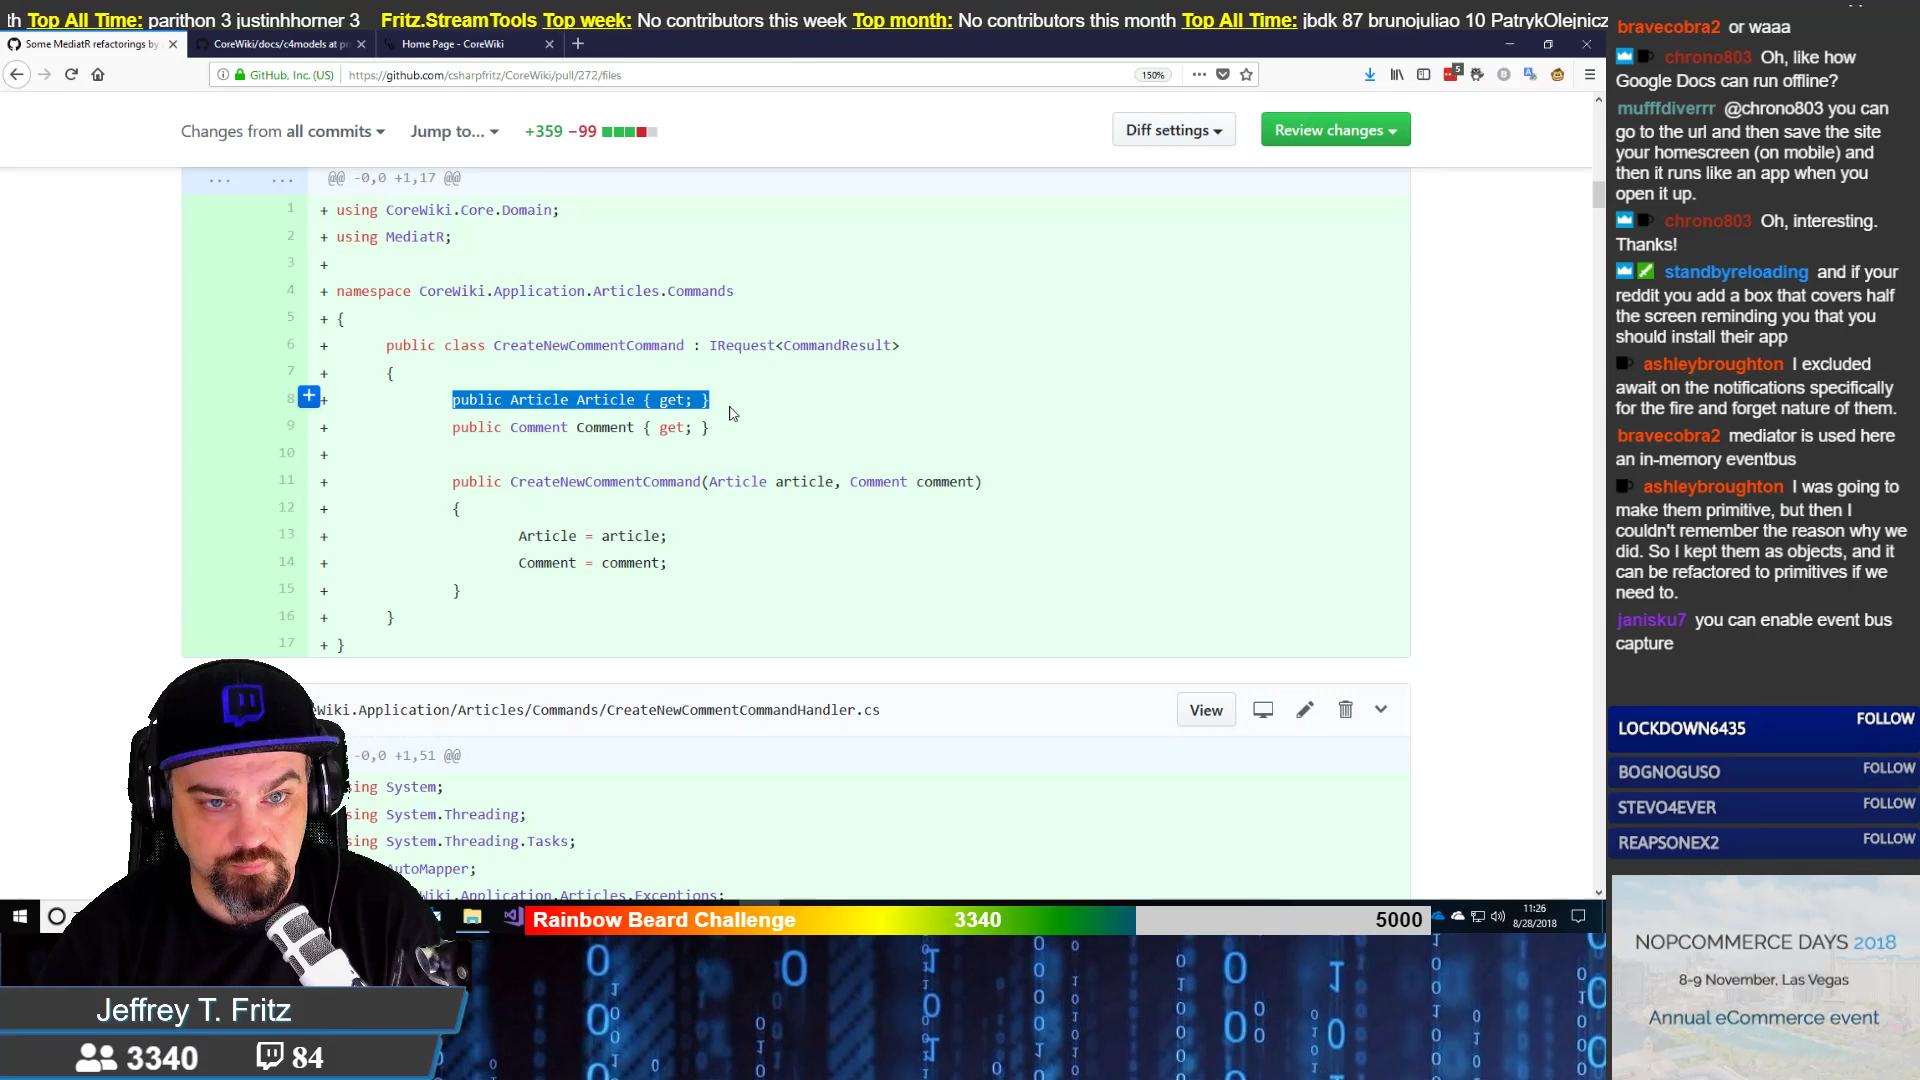 th Top All Time: parithon 3 justinhhorner 3 Fritz.StreamTools Top week: No contributors this week Top month: No contributors this month Top All Time: jbdk 87 brunojuliao 10 PatrykOlejnicz
Some MediatR refactorings by
CoreWiki/docs/c4models at pr
Home Page - CoreWiki
GitHub, Inc. (US)
https://github.com/csharpfritz/CoreWiki/pull/272/files
150%
5
Changes from all commits
Jump to...
+359 −99
Diff settings
Review changes
... ... @@ -0,0 +1,17 @@
1 + using CoreWiki.Core.Domain;
2 + using MediatR;
3 +
4 + namespace CoreWiki.Application.Articles.Commands
5 + {
6 + public class CreateNewCommentCommand : IRequest<CommandResult>
7 + {
8 + public Article Article { get; }
9 + public Comment Comment { get; }
10 +
11 + public CreateNewCommentCommand(Article article, Comment comment)
12 + {
13 + Article = article;
14 + Comment = comment;
15 + }
16 + }
17 + }
eWiki.Application/Articles/Commands/CreateNewCommentCommandHandler.cs
View
-0,0 +1,51 @@
sing System;
sing System.Threading;
sing System.Threading.Tasks;
AutoMapper;
Wiki.Application.Articles.Exceptions;
bravecobra2 or waaa
chrono803 Oh, like how
Google Docs can run offline?
mufffdiverrr @chrono803 you can
go to the url and then save the site
your homescreen (on mobile) and
then it runs like an app when you
open it up.
chrono803 Oh, interesting.
Thanks!
standbyreloading and if your
reddit you add a box that covers half
the screen reminding you that you
should install their app
ashleybroughton I excluded
await on the notifications specifically
for the fire and forget nature of them.
bravecobra2 mediator is used here
an in-memory eventbus
ashleybroughton I was going to
make them primitive, but then I
couldn't remember the reason why we
did. So I kept them as objects, and it
can be refactored to primitives if we
need to.
janisku7 you can enable event bus
capture
LOCKDOWN6435 FOLLOW
BOGNOGUSO FOLLOW
STEVO4EVER FOLLOW
REAPSONEX2 FOLLOW
Rainbow Beard Challenge 3340 5000
11:26
8/28/2018
NOPCOMMERCE DAYS 2018
8-9 November, Las Vegas
Annual eCommerce event
Jeffrey T. Fritz
3340 84